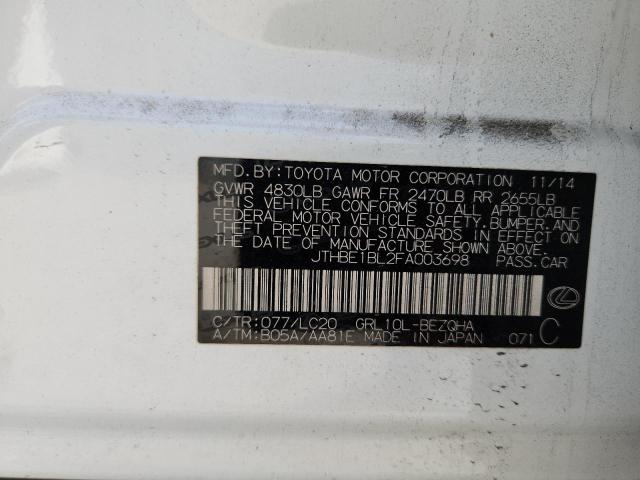 MFD. BY: TOYOTA MOTOR CORPORATION 11/14
GVWR 4830LB GAWR FR 2470LB RR 2655LB
THIS VEHICLE CONFORMS TO ALL APPLICABLE
FEDERAL MOTOR VEHICLE SAFETY, BUMPER, AND
THEFT PREVENTION STANDARDS IN EFFECT ON
THE DATE OF MANUFACTURE SHOWN ABOVE.
JTHBE1BL2FA003698 PASS.CAR
C/TR:077/LC20 GRL10L-BEZQHA
A/TM:B05A/AA81E MADE IN JAPAN 071 C